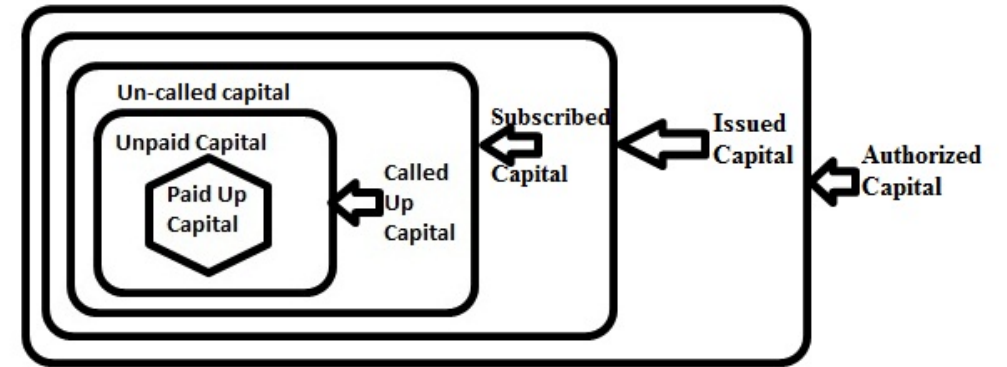 Un-called capital
Unpaid Capital
Paid Up
Capital
Called
Up
Capital
Subscribed
Capital
Issued
Capital
Authorized
Capital